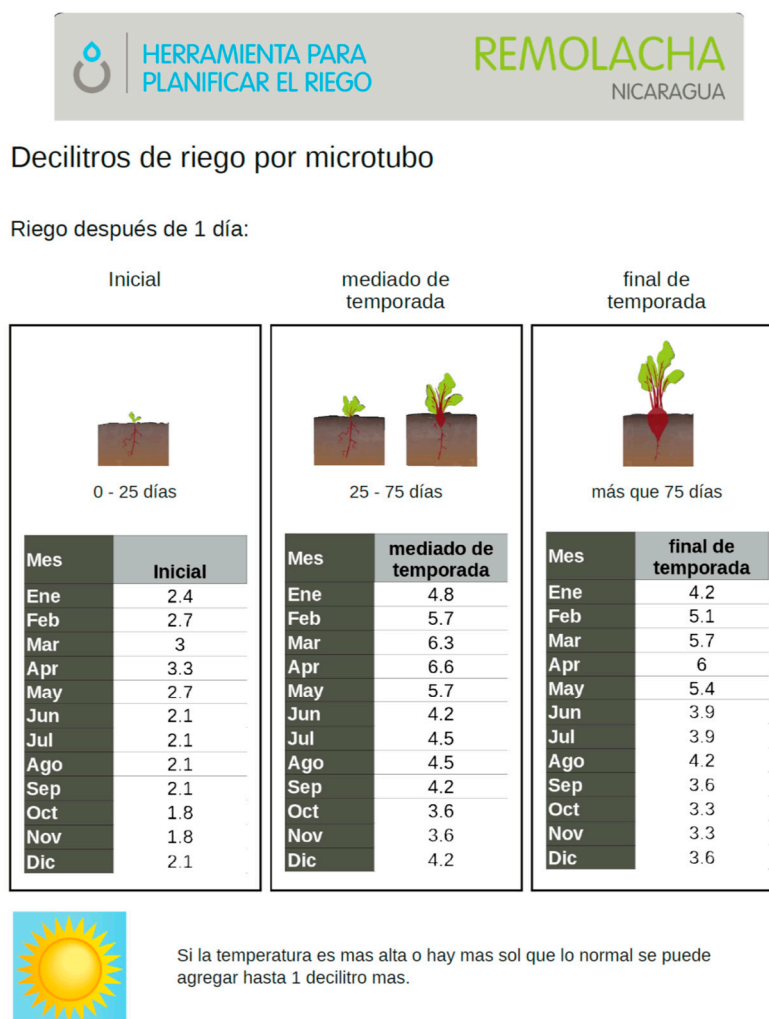 HERRAMIENTA PARA
PLANIFICAR EL RIEGO
REMOLACHA
NICARAGUA
Decilitros de riego por microtubo
Riego después de 1 día:
Inicial
mediado de
temporada
final de
temporada
0 - 25 días
25 - 75 días
más que 75 días
Mes Inicial
Ene 2.4
Feb 2.7
Mar 3
Apr 3.3
May 2.7
Jun 2.1
Jul 2.1
Ago 2.1
Sep 2.1
Oct 1.8
Nov 1.8
Dic 2.1
Mes mediado de
temporada
Ene 4.8
Feb 5.7
Mar 6.3
Apr 6.6
May 5.7
Jun 4.2
Jul 4.5
Ago 4.5
Sep 4.2
Oct 3.6
Nov 3.6
Dic 4.2
Mes final de
temporada
Ene 4.2
Feb 5.1
Mar 5.7
Apr 6
May 5.4
Jun 3.9
Jul 3.9
Ago 4.2
Sep 3.6
Oct 3.3
Nov 3.3
Dic 3.6
Si la temperatura es mas alta o hay mas sol que lo normal se puede
agregar hasta 1 decilitro mas.